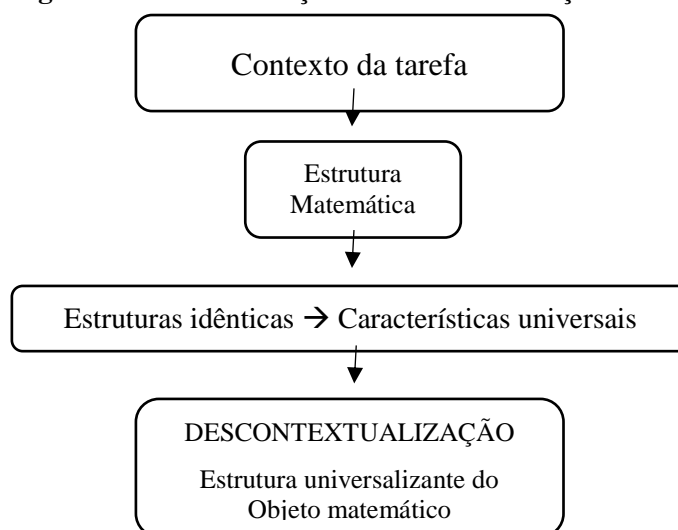 Contexto da tarefa
Estrutura
Matemática
Estruturas idênticas → Características universais
DESCONTEXTUALIZAÇÃO
Estrutura universalizante do
Objeto matemático